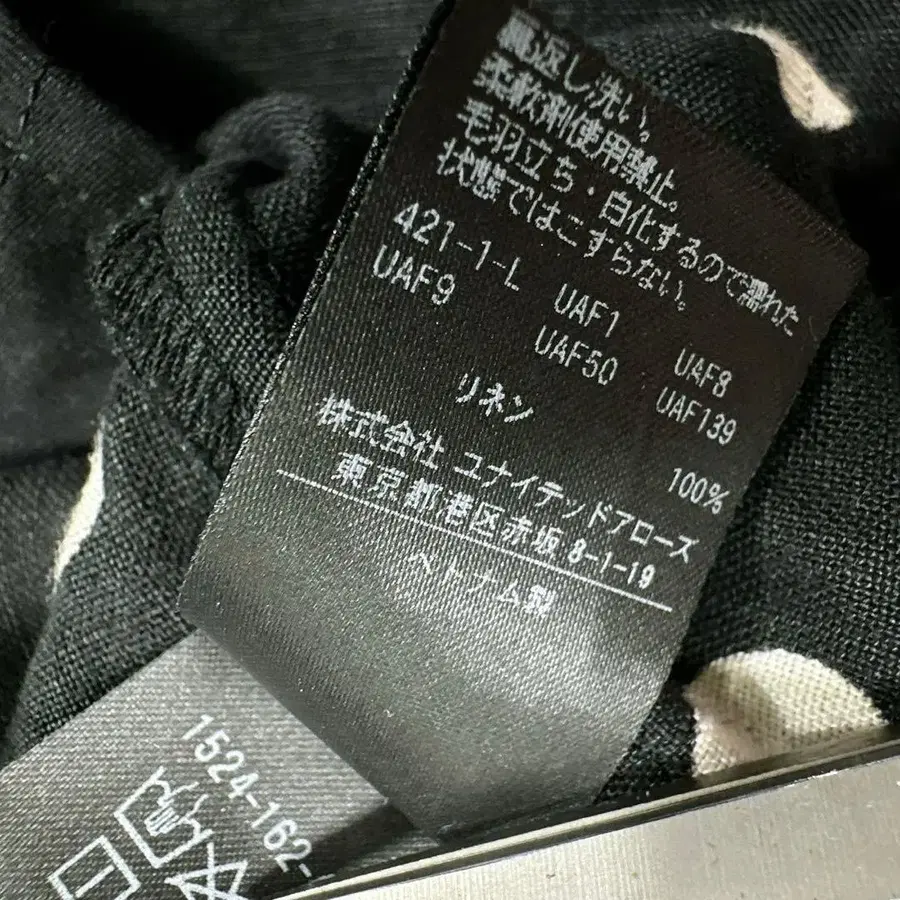 裏返し洗い。
柔軟剤使用禁止。
毛羽立ち・白化するので濡れた
状態ではこすらない。
421-1-L UAF1 UAF8
UAF9 UAF50 UAF139
リネン 100%
株式会社 ユナイテッドアローズ
東京都港区赤坂 8-1-19
ベトナム製
1524-162-